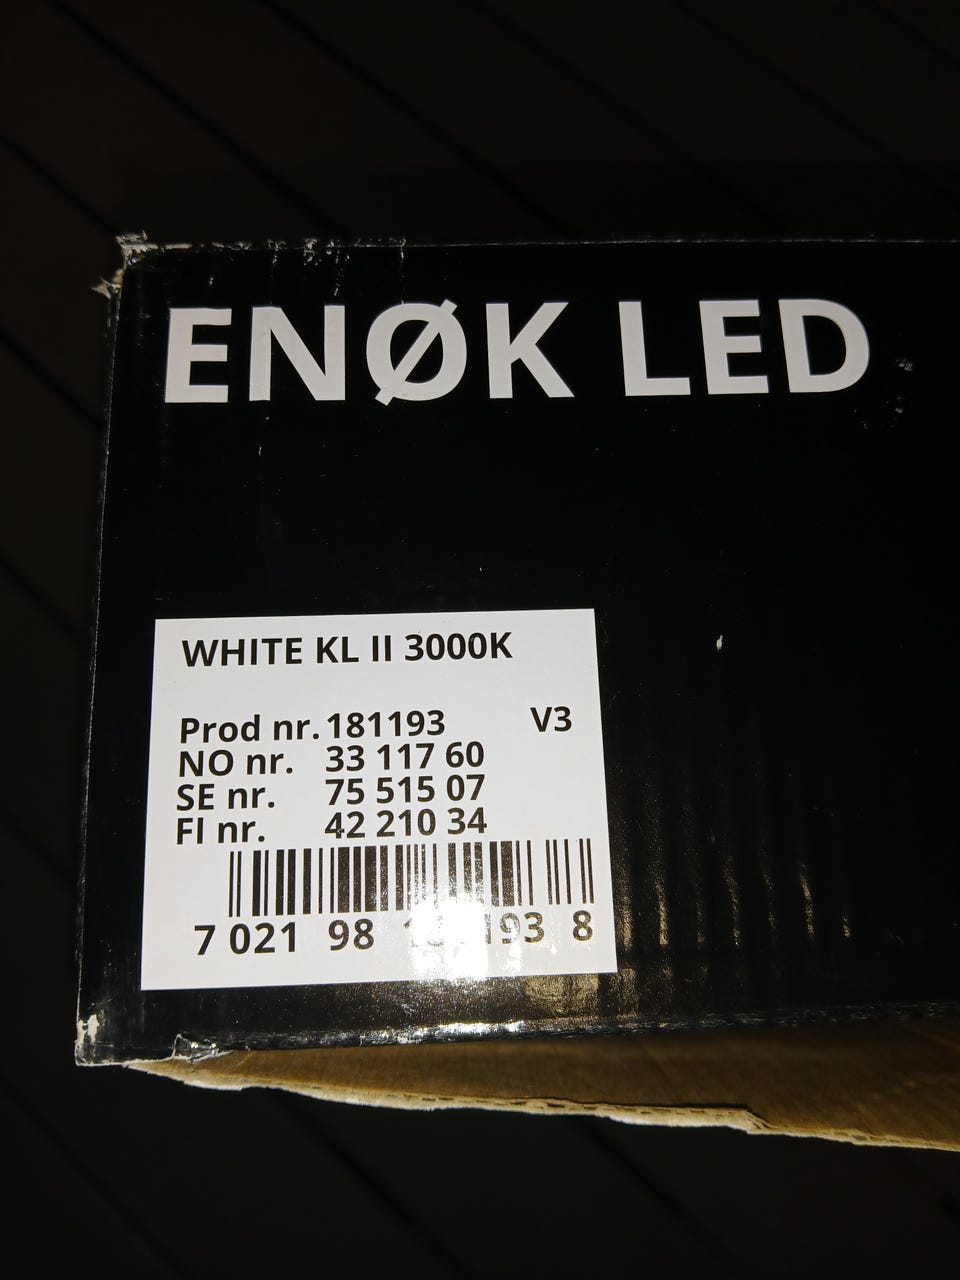 ENØK LED
WHITE KL II 3000K
Prod nr. 181193 V3
NO nr. 33 117 60
SE nr. 75 515 07
FI nr. 42 210 34
7 021 98 193 8